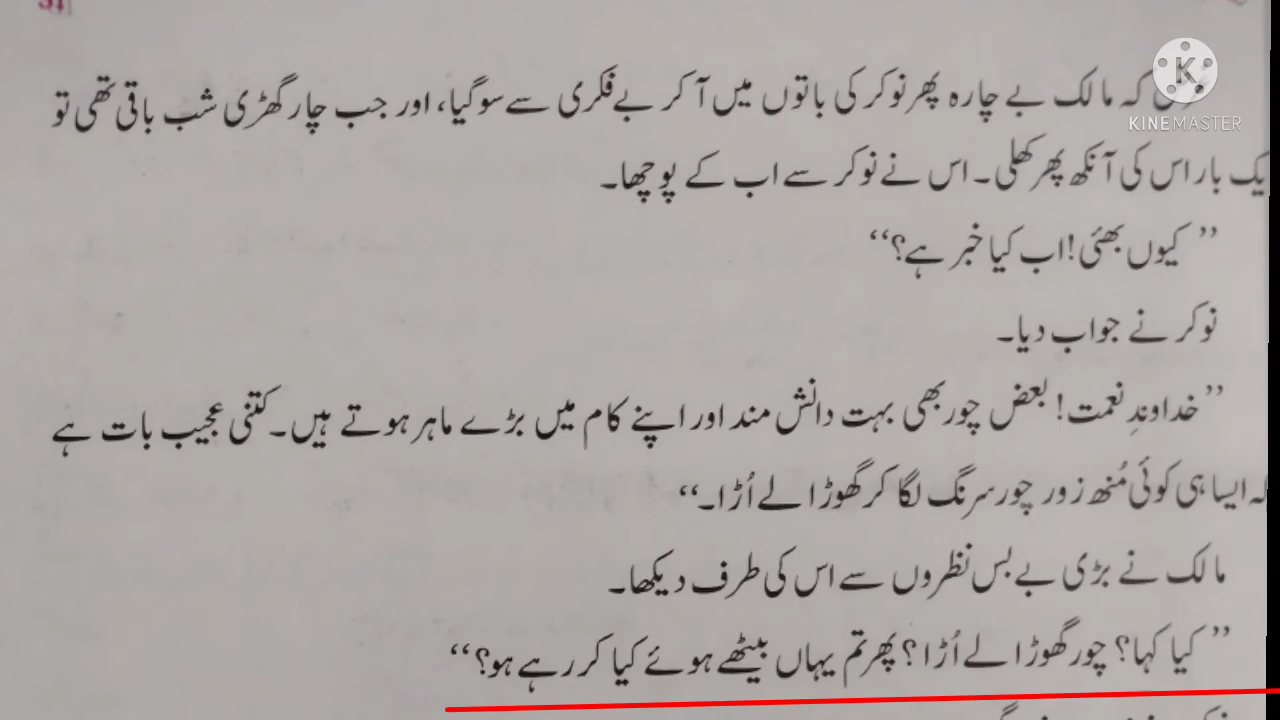 کہ مالک بے چارہ پھر نوکر کی باتوں میں آ کر بے فکری سے سو گیا، اور جب چار گھڑی شب باقی تھی تو
یک بار اس کی آنکھ پھر کھلی۔ اس نے نوکر سے اب کے پوچھا۔
”کیوں بھئی! اب کیا خبر ہے؟“
نوکر نے جواب دیا۔
”خداوندِ نعمت! بعض چور بھی بہت دانش مند اور اپنے کام میں بڑے ماہر ہوتے ہیں۔ کتنی عجیب بات ہے
کہ ایسا ہی کوئی مُنھ زور چور سرنگ لگا کر گھوڑا لے اُڑا۔“
مالک نے بڑی بے بس نظروں سے اس کی طرف دیکھا۔
”کیا کہا؟ چور گھوڑا لے اُڑا؟ پھر تم یہاں بیٹھے ہوئے کیا کر رہے ہو؟“
K
KINEMASTER